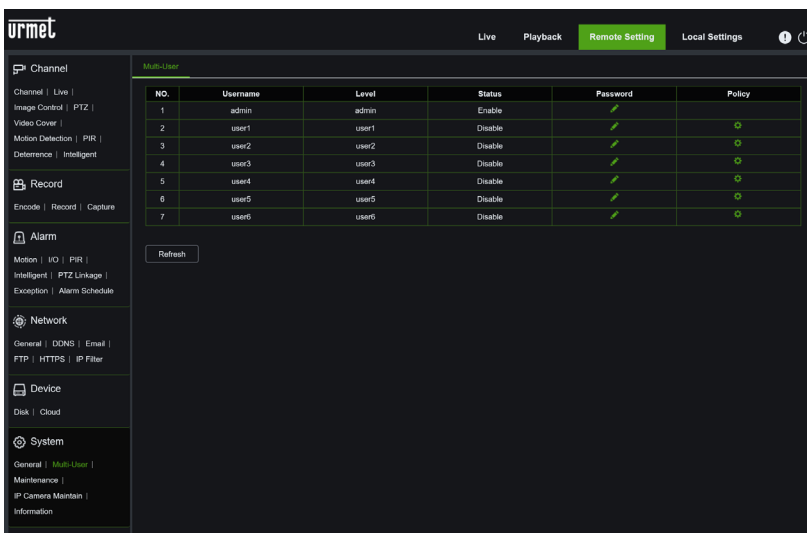 urmet
Live Playback Remote Setting Local Settings
Channel
Channel | Live |
Image Control | PTZ |
Video Cover |
Motion Detection | PIR |
Deterrence | Intelligent
Record
Encode | Record | Capture
Alarm
Motion | I/O | PIR |
Intelligent | PTZ Linkage |
Exception | Alarm Schedule
Network
General | DDNS | Email |
FTP | HTTPS | IP Filter
Device
Disk | Cloud
System
General | Multi-User |
Maintenance |
IP Camera Maintain |
Information
Multi-User
NO. Username Level Status Password Policy
1 admin admin Enable
2 user1 user1 Disable
3 user2 user2 Disable
4 user3 user3 Disable
5 user4 user4 Disable
6 user5 user5 Disable
7 user6 user6 Disable
Refresh